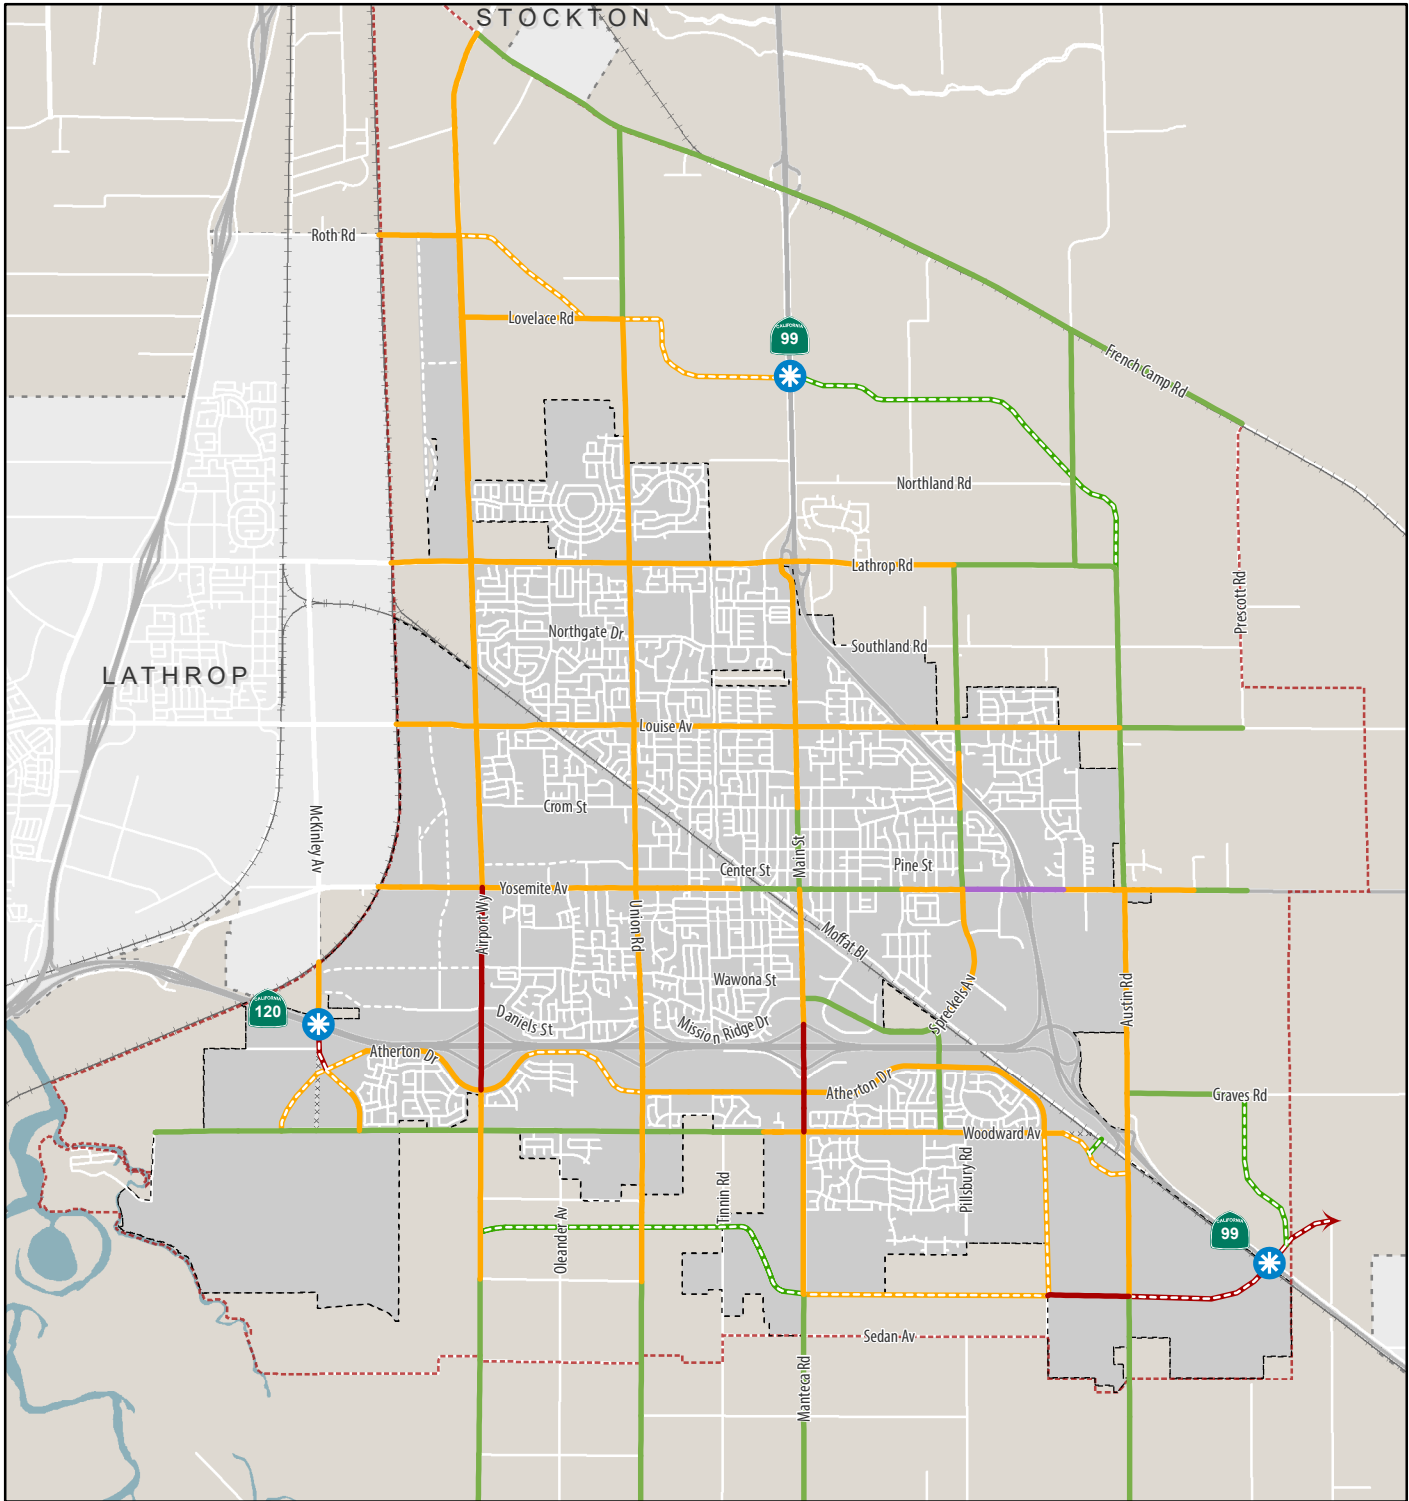 STOCKTON
Roth Rd
Lovelace Rd
CALIFORNIA
99
French Camp Rd
Northland Rd
Lathrop Rd
Prescott Rd
Northgate Dr
Southland Rd
LATHROP
Louise Av
Crom St
McKinley Av
Main St
Center St
Pine St
Yosemite Av
Airport Wy
Union Rd
Moffat Bl
Wawona St
Spreckels Av
Austin Rd
CALIFORNIA
120
Daniels St
Mission Ridge Dr
Atherton Dr
Atherton Dr
Graves Rd
Woodward Av
Pillsbury Rd
Tinnin Rd
Oleander Av
CALIFORNIA
99
Sedan Av
Manteca Rd